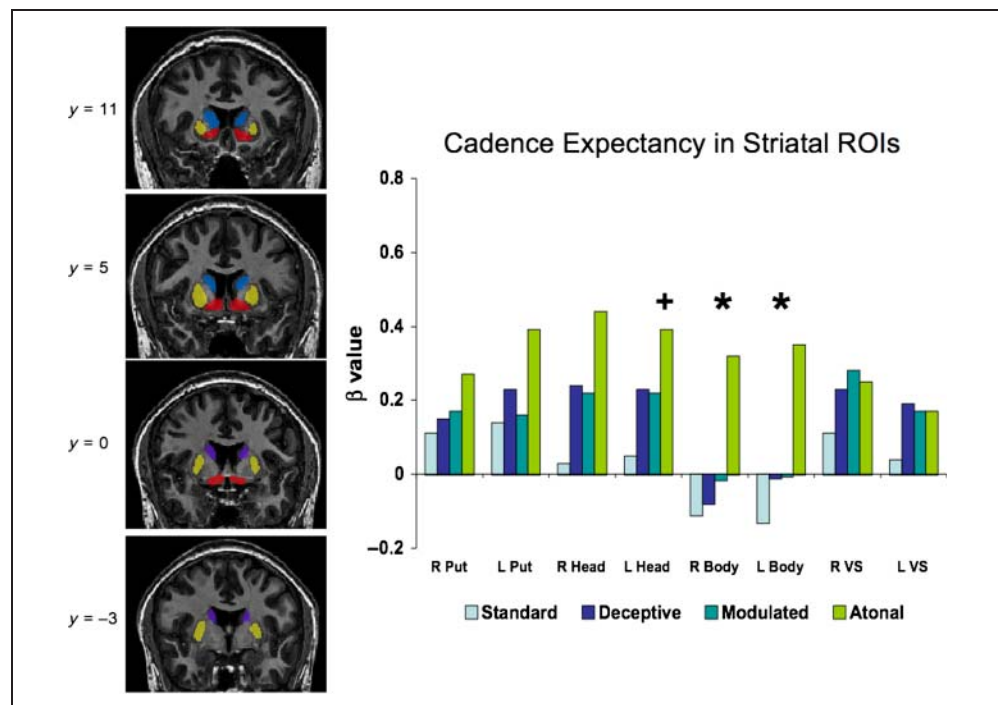 y = 11
y = 5
y = 0
y = −3
Cadence Expectancy in Striatal ROIs
β value
0.8
0.6
0.4
0.2
0
−0.2
+ * *
R Put L Put R Head L Head R Body L Body R VS L VS
Standard Deceptive Modulated Atonal